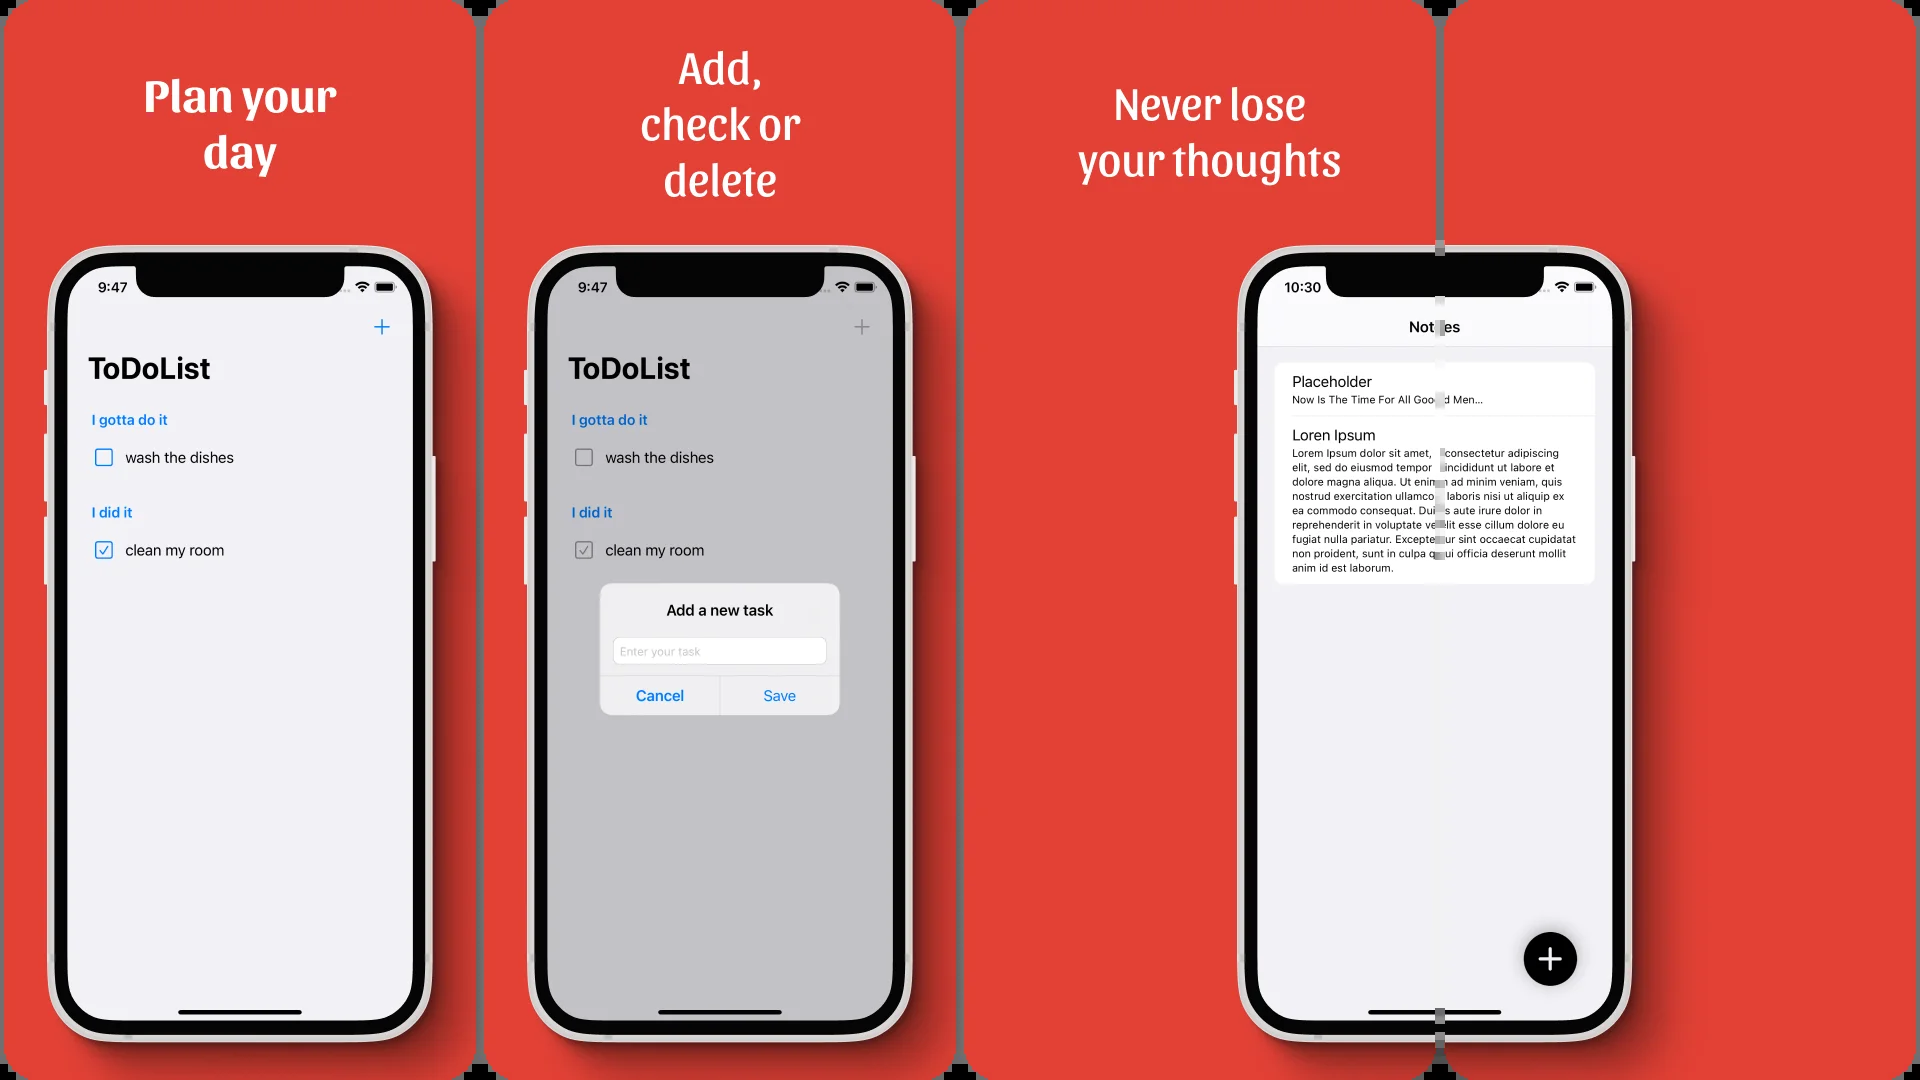 Plan your
day
9:47
ToDoList
I gotta do it
wash the dishes
I did it
clean my room
Add,
check or
delete
9:47
ToDoList
I gotta do it
wash the dishes
I did it
clean my room
Add a new task
Enter your task
Cancel
Save
Never lose
your thoughts
10:30
Notes
Placeholder
Now Is The Time For All Good Men...
Loren Ipsum
Lorem Ipsum dolor sit amet, consectetur adipiscing
elit, sed do eiusmod tempor incididunt ut labore et
dolore magna aliqua. Ut enim ad minim veniam, quis
nostrud exercitation ullamco laboris nisi ut aliquip ex
ea commodo consequat. Duis aute irure dolor in
reprehenderit in voluptate velit esse cillum dolore eu
fugiat nulla pariatur. Excepteur sint occaecat cupidatat
non proident, sunt in culpa qui officia deserunt mollit
anim id est laborum.